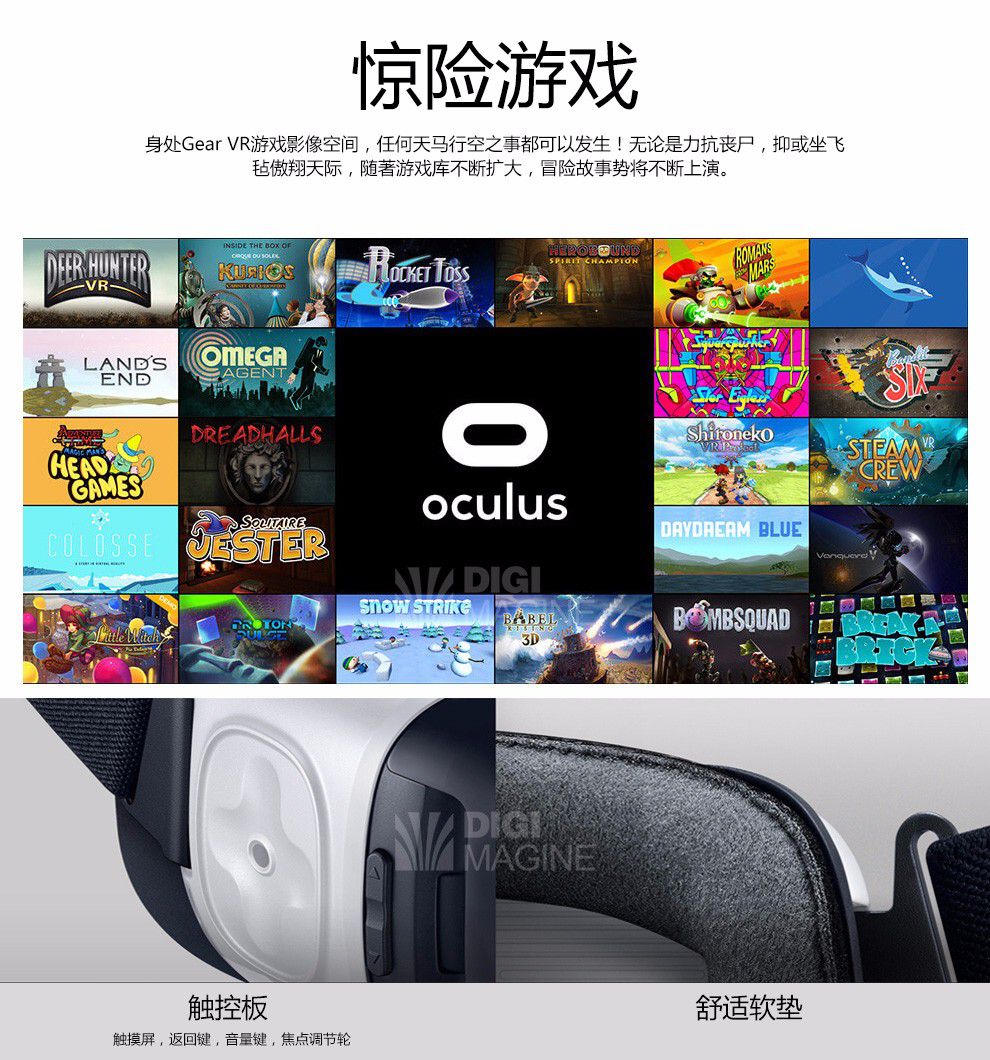 惊险游戏
身处Gear VR游戏影像空间，任何天马行空之事都可以发生！无论是力抗丧尸，抑或坐飞
毡傲翔天际，随著游戏库不断扩大，冒险故事势将不断上演。
DEER HUNTER
VR
INSIDE THE BOX OF
CIRQUE DU SOLEIL
KURIOS
CABINET OF CURIOSITIES
ROCKET TOSS
HEROBOUND
SPIRIT CHAMPION
ROMANS
FROM
MARS
LAND'S
END
OMEGA
AGENT
Bandit
SIX
ADVENTURE TIME
MAGIC MAN'S
HEAD
GAMES
DREADHALLS
oculus
Shironeko
VR Project
STEAM
CREW
VR
COLOSSE
A STORY IN VIRTUAL REALITY
SOLITAIRE
JESTER
DAYDREAM BLUE
Vanguard V
DEMO
Little Witch
PROTON
PULSE
SNOW STRIKE
BABEL
RISING
3D
BOMBSQUAD
BREAK A
BRICK
DIGI
MAGINE
DIGI
MAGINE
触控板
触摸屏，返回键，音量键，焦点调节轮
舒适软垫